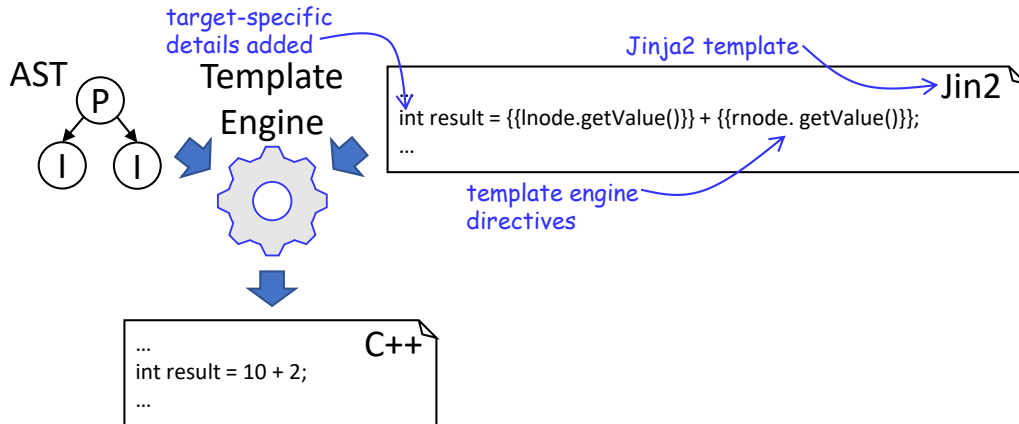 target-specific
details added
Jinja2 template
AST
Template
Engine
P
I
I
Jin2
...
int result = {{lnode.getValue()}} + {{rnode. getValue()}};
...
template engine
directives
C++
...
int result = 10 + 2;
...